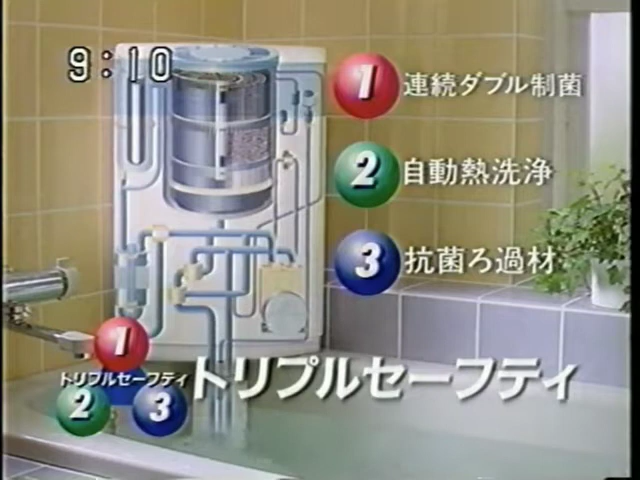 9:10
1 連続ダブル制菌
2 自動熱洗浄
3 抗菌ろ過材
1
トリプルセーフティ
2 3
トリプルセーフティ